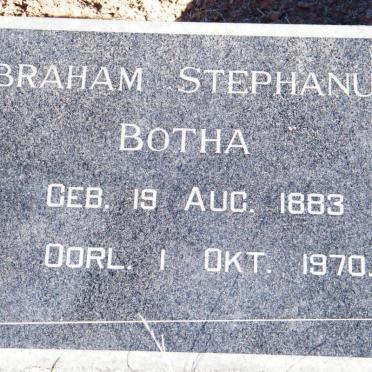 BRAHAM STEPHANU
BOTHA
GEB. 19 AUG. 1883
OORL. 1 OKT. 1970.